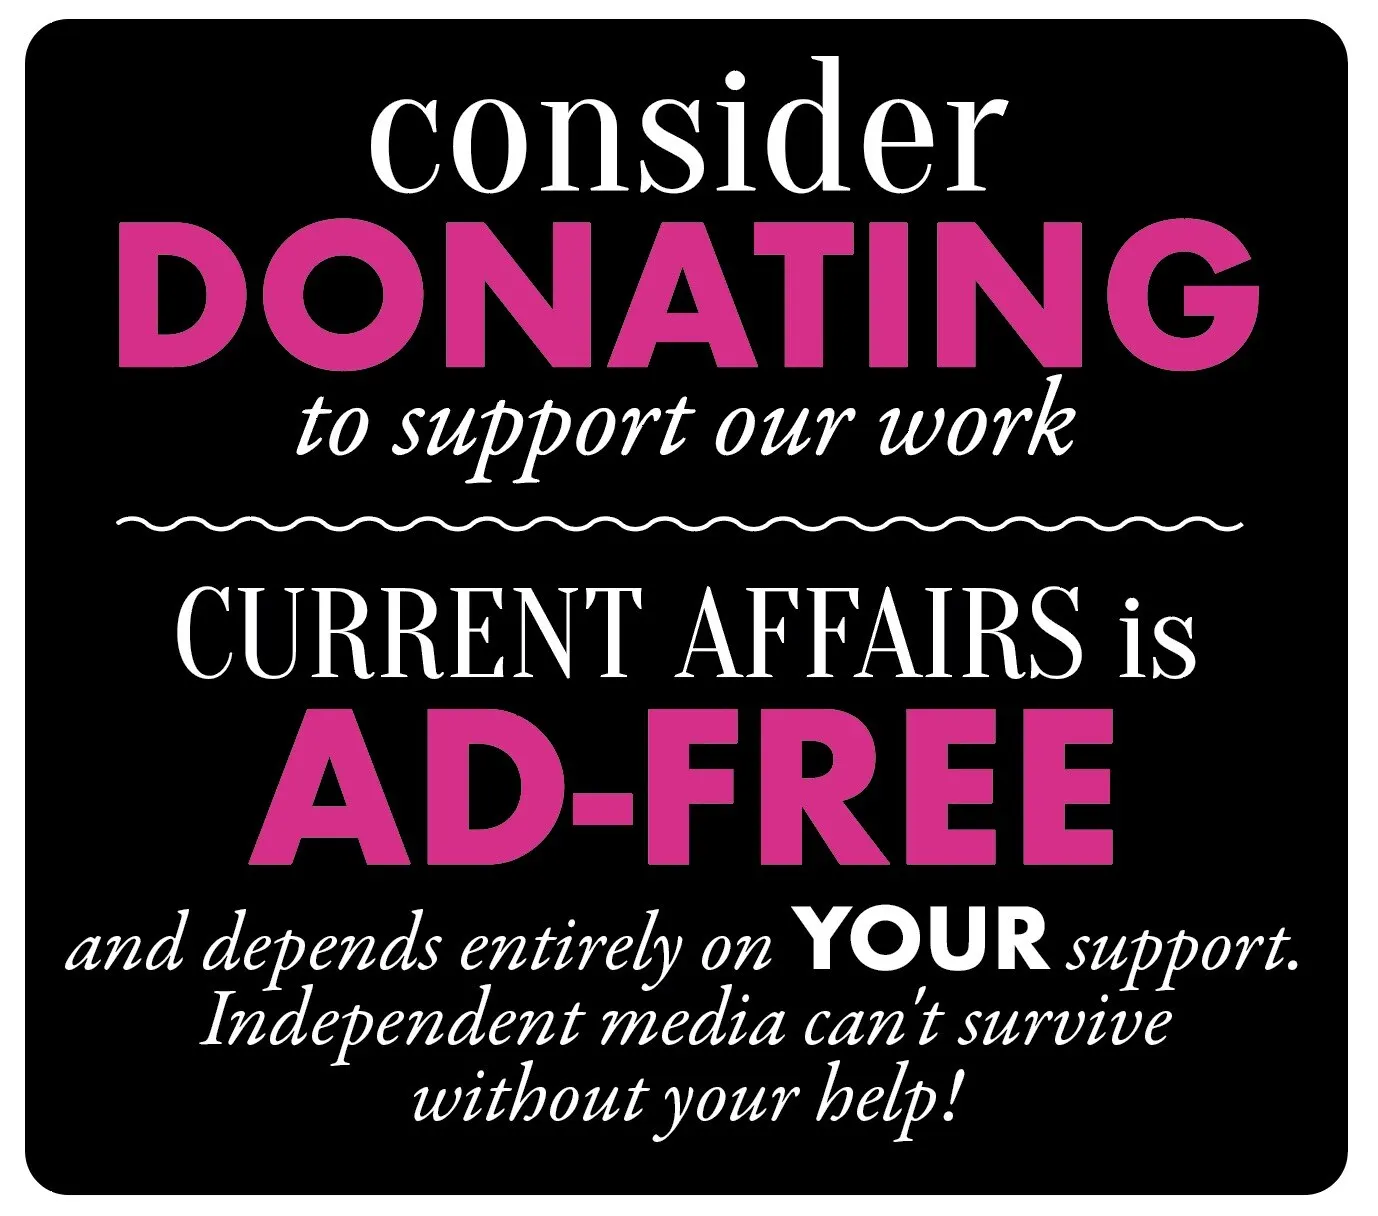 consider
DONATING
to support our work
CURRENT AFFAIRS is
AD-FREE
and depends entirely on YOUR support.
Independent media can't survive
without your help!